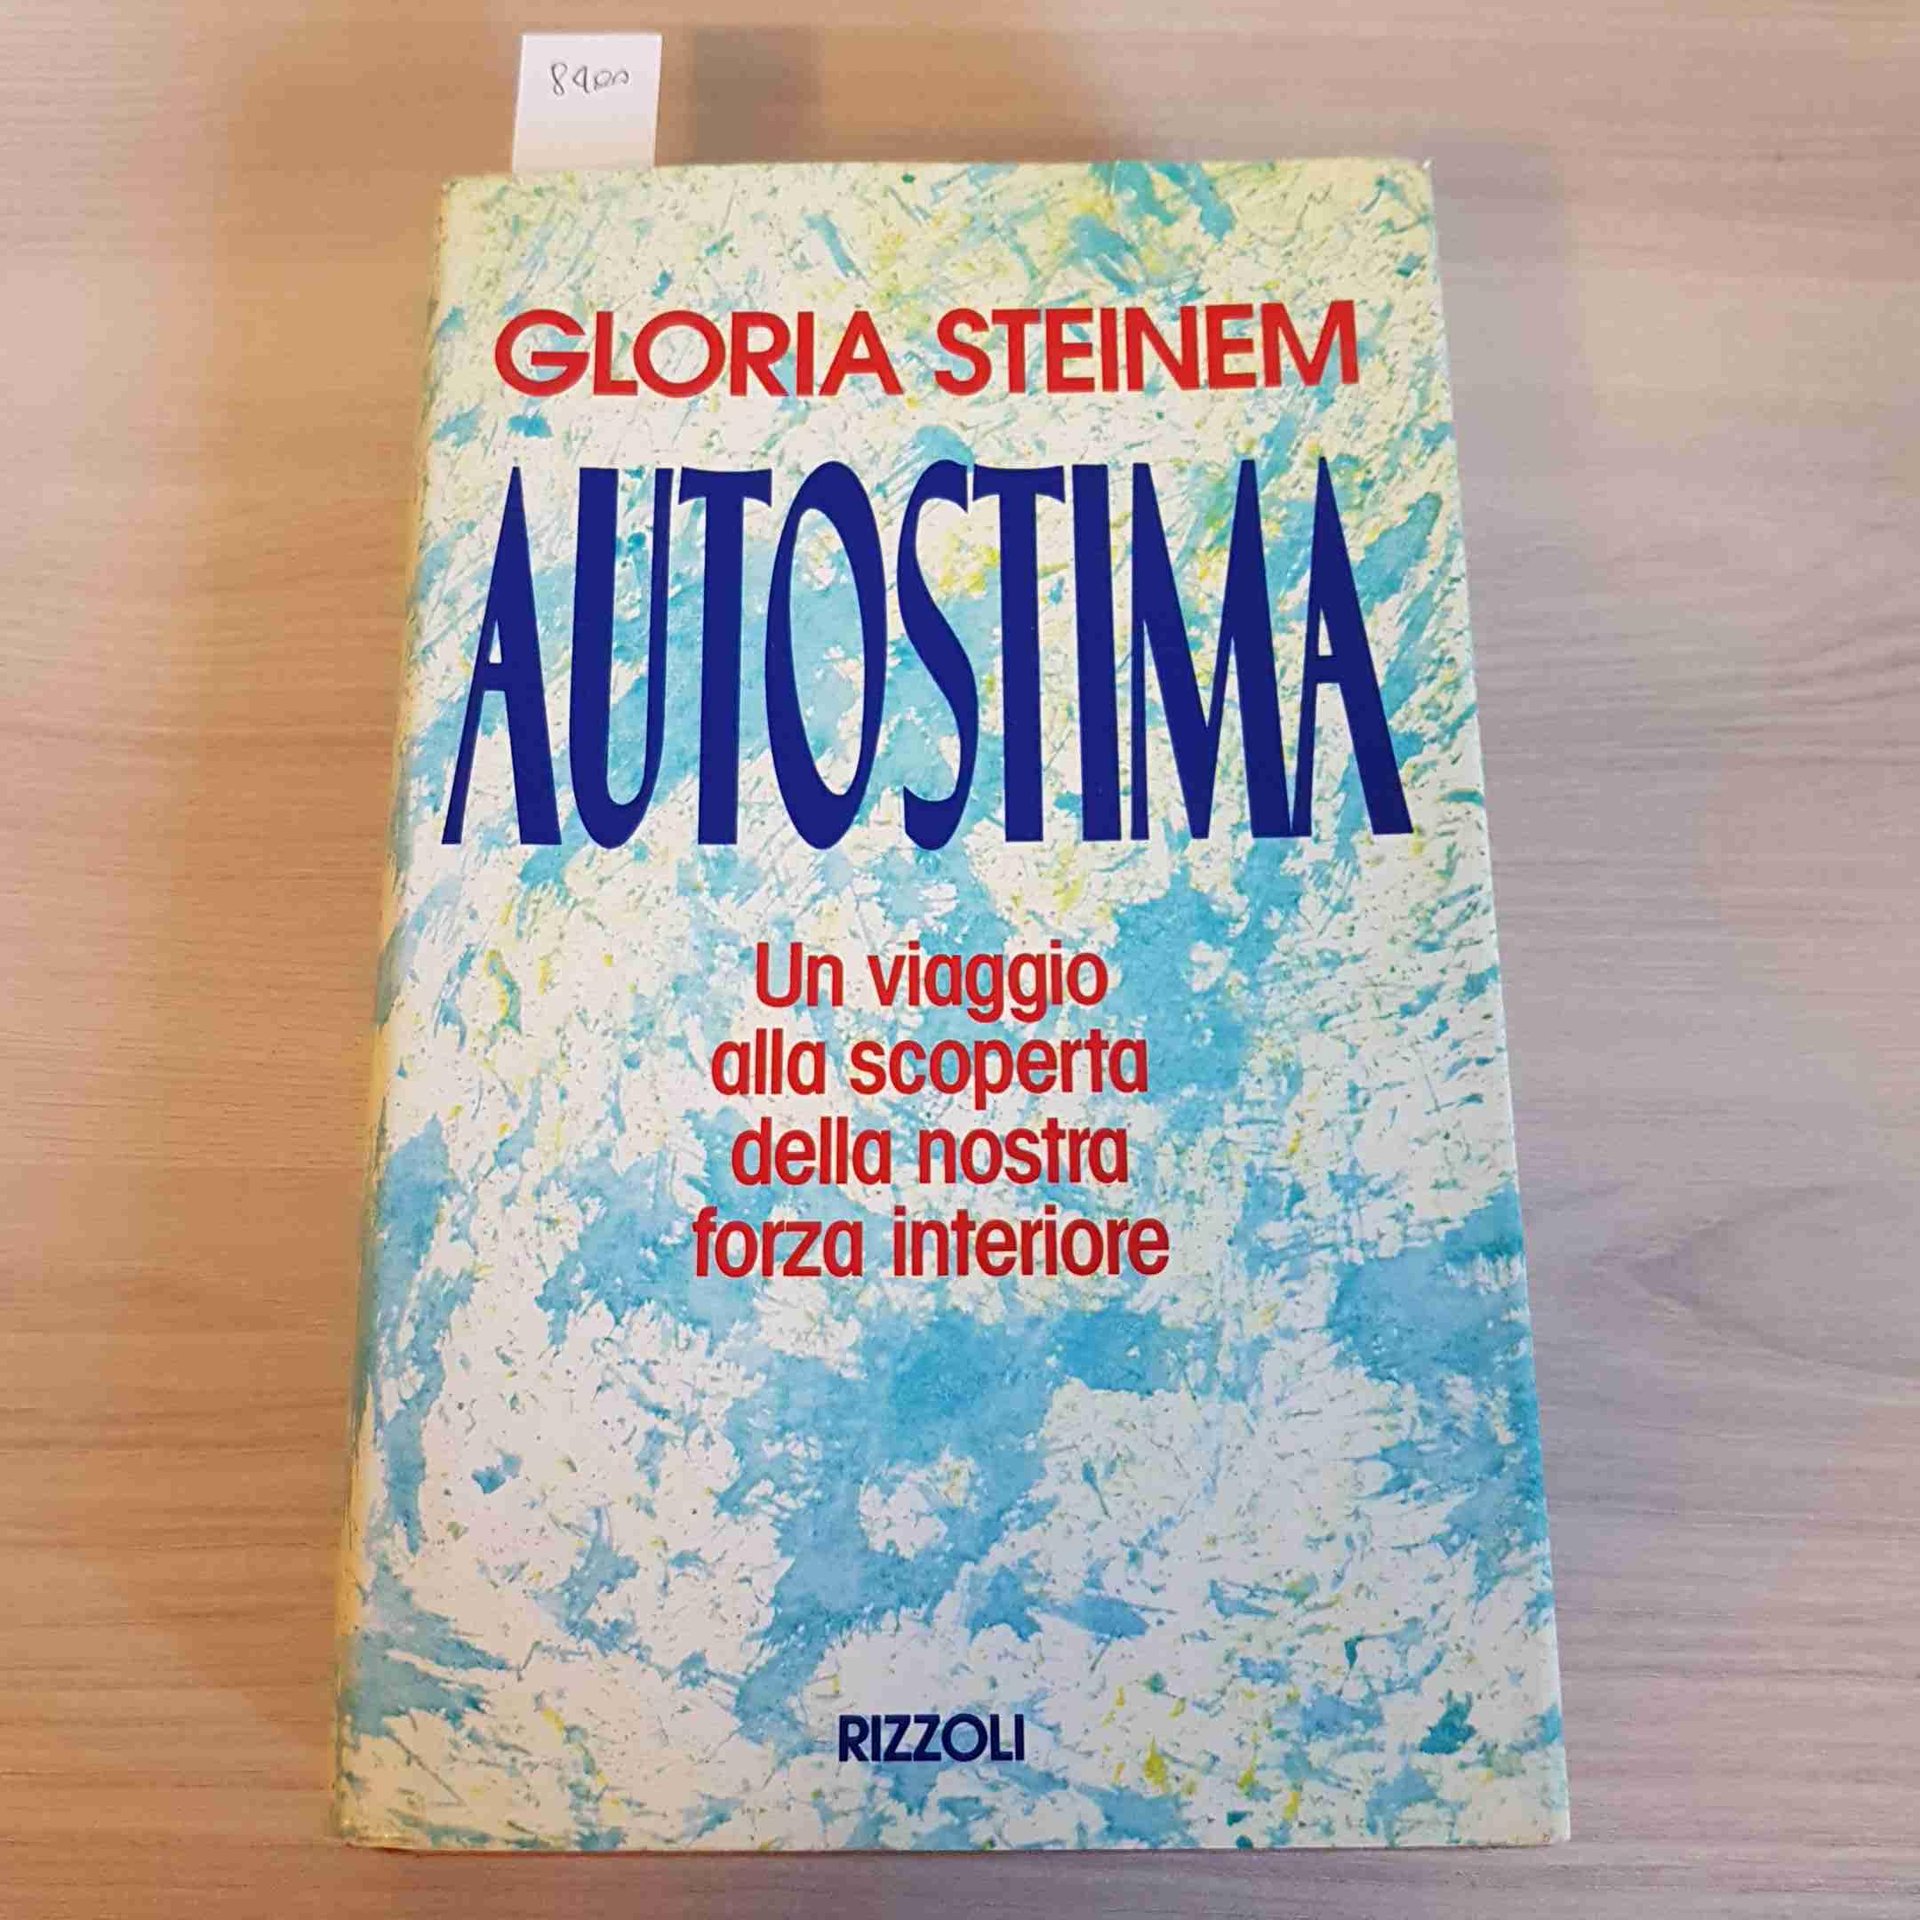 GLORIA STEINEM
AUTOSTIMA
Un viaggio
alla scoperta
della nostra
forza interiore
RIZZOLI